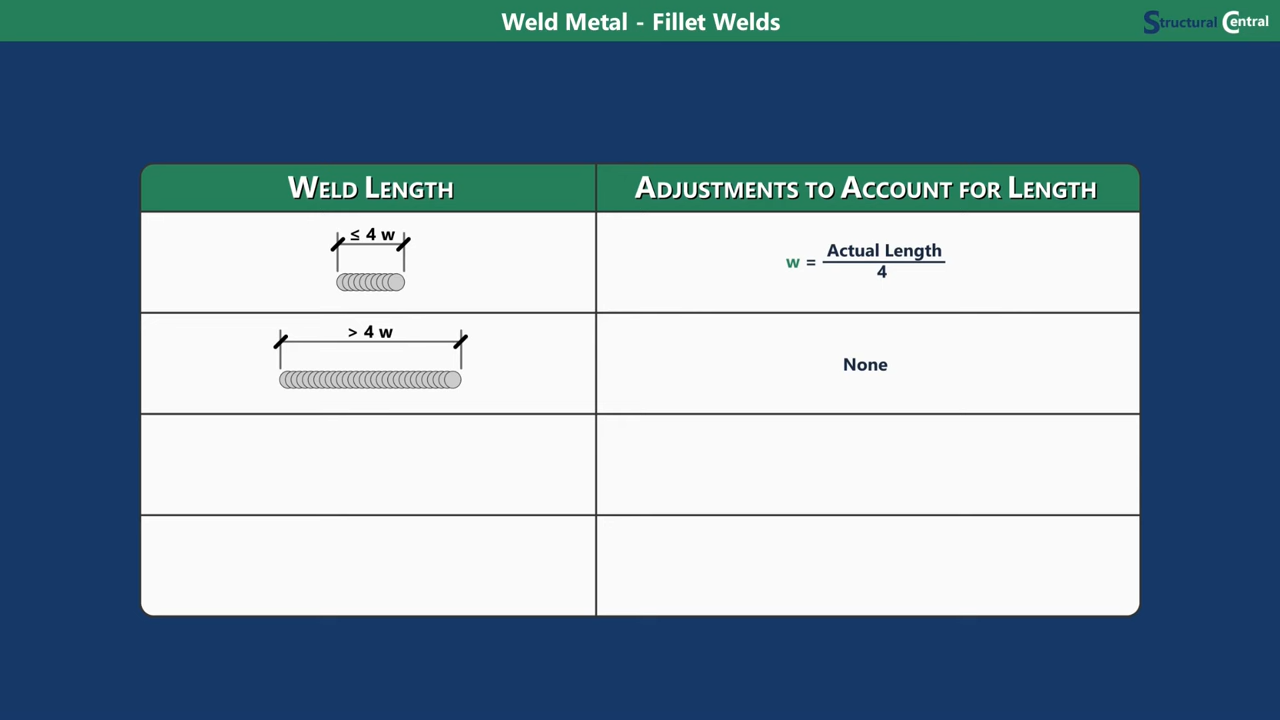 Weld Metal - Fillet Welds
Structural Central
WELD LENGTH
ADJUSTMENTS TO ACCOUNT FOR LENGTH
≤ 4 w
w = Actual Length
4
> 4 w
None